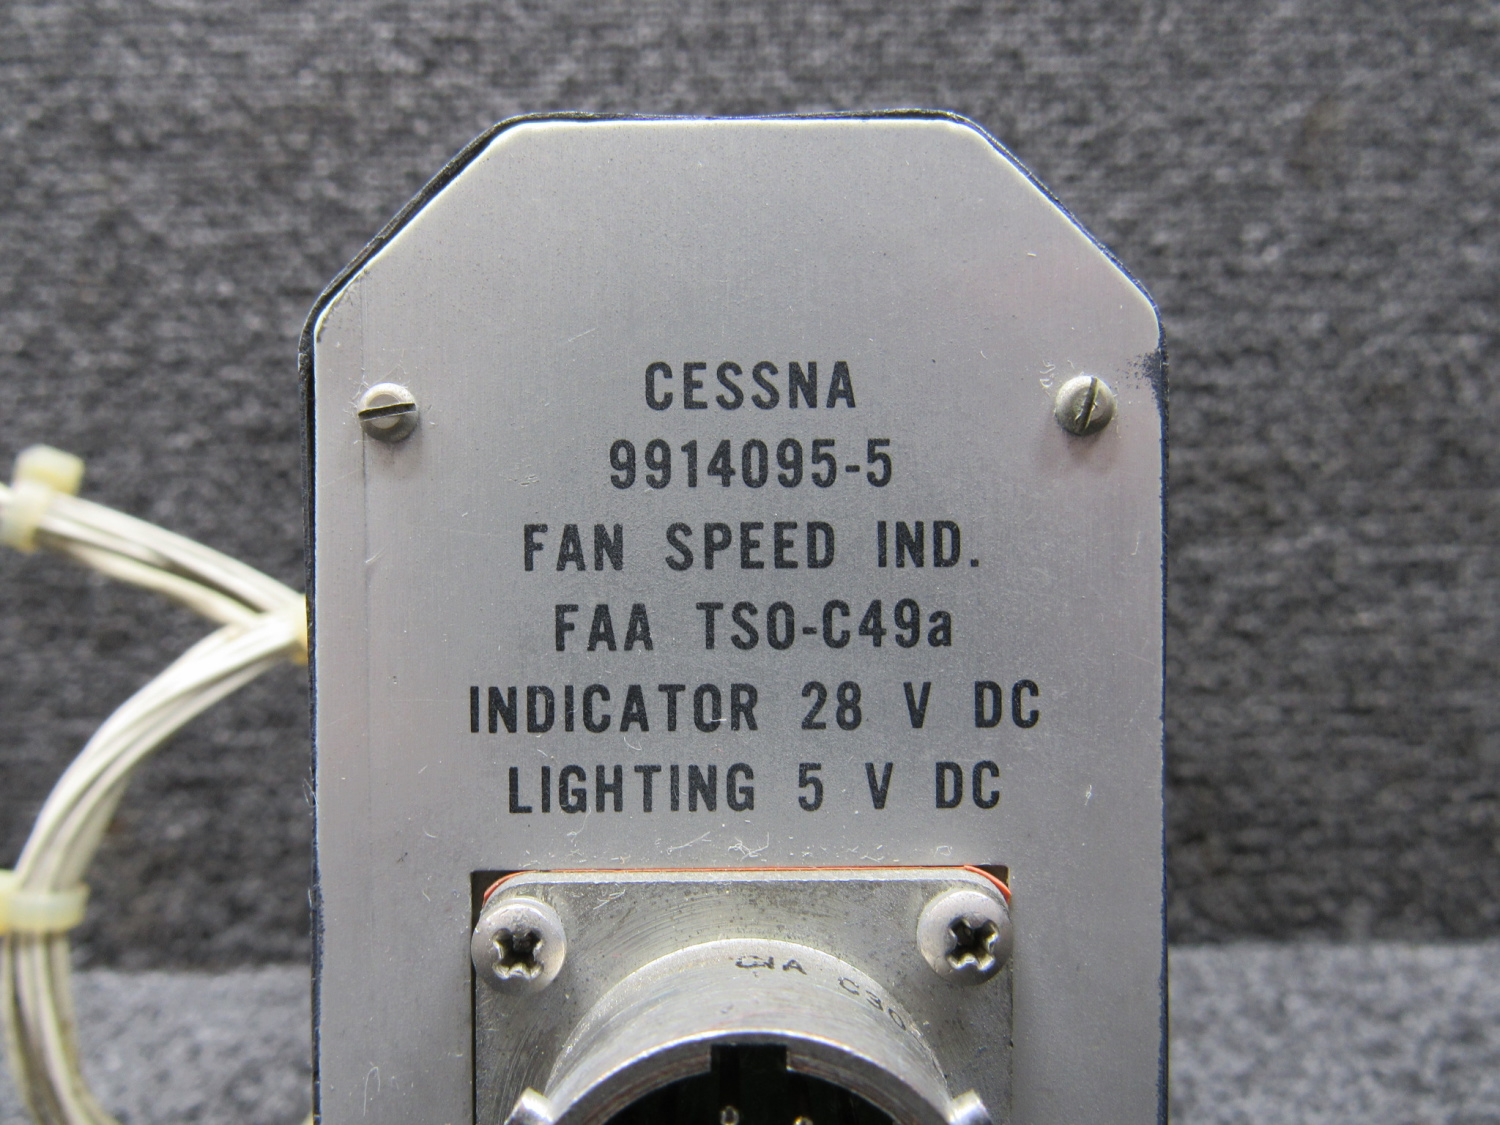 CESSNA
9914095-5
FAN SPEED IND.
FAA TSO-C49a
INDICATOR 28 V DC
LIGHTING 5 V DC